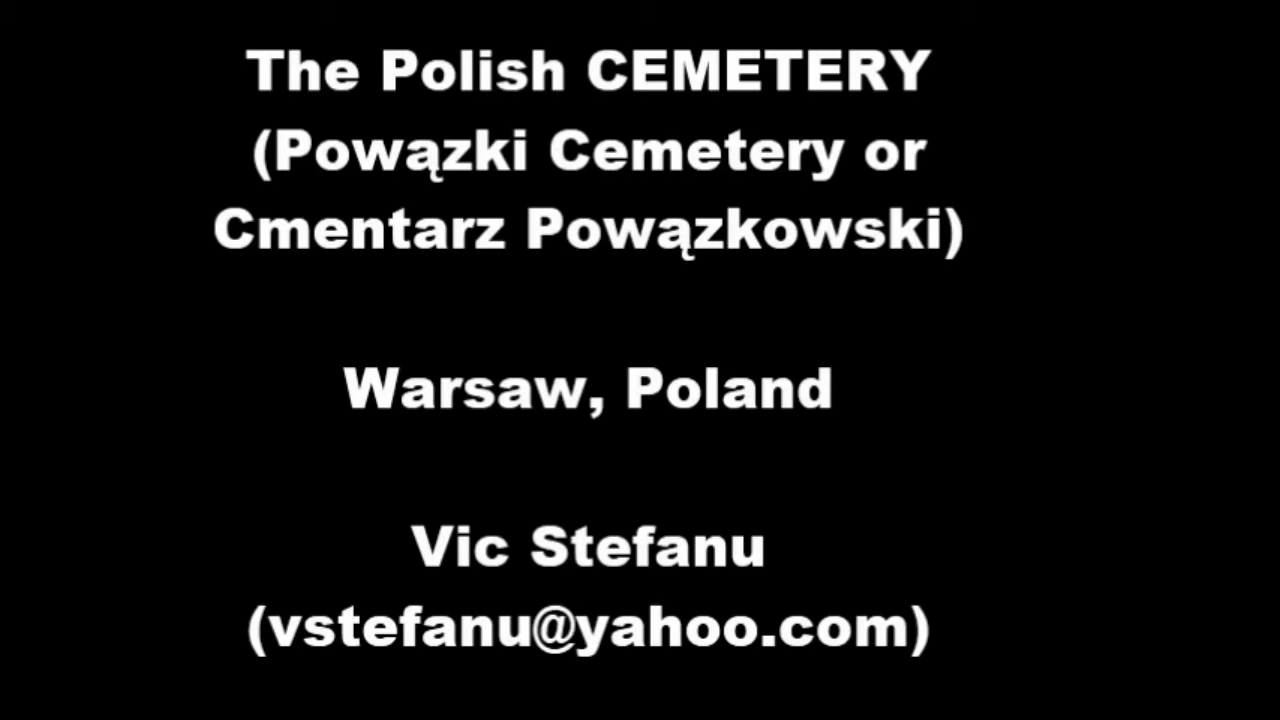 The Polish CEMETERY
(Powązki Cemetery or
Cmentarz Powązkowski)
Warsaw, Poland
Vic Stefanu
(vstefanu@yahoo.com)